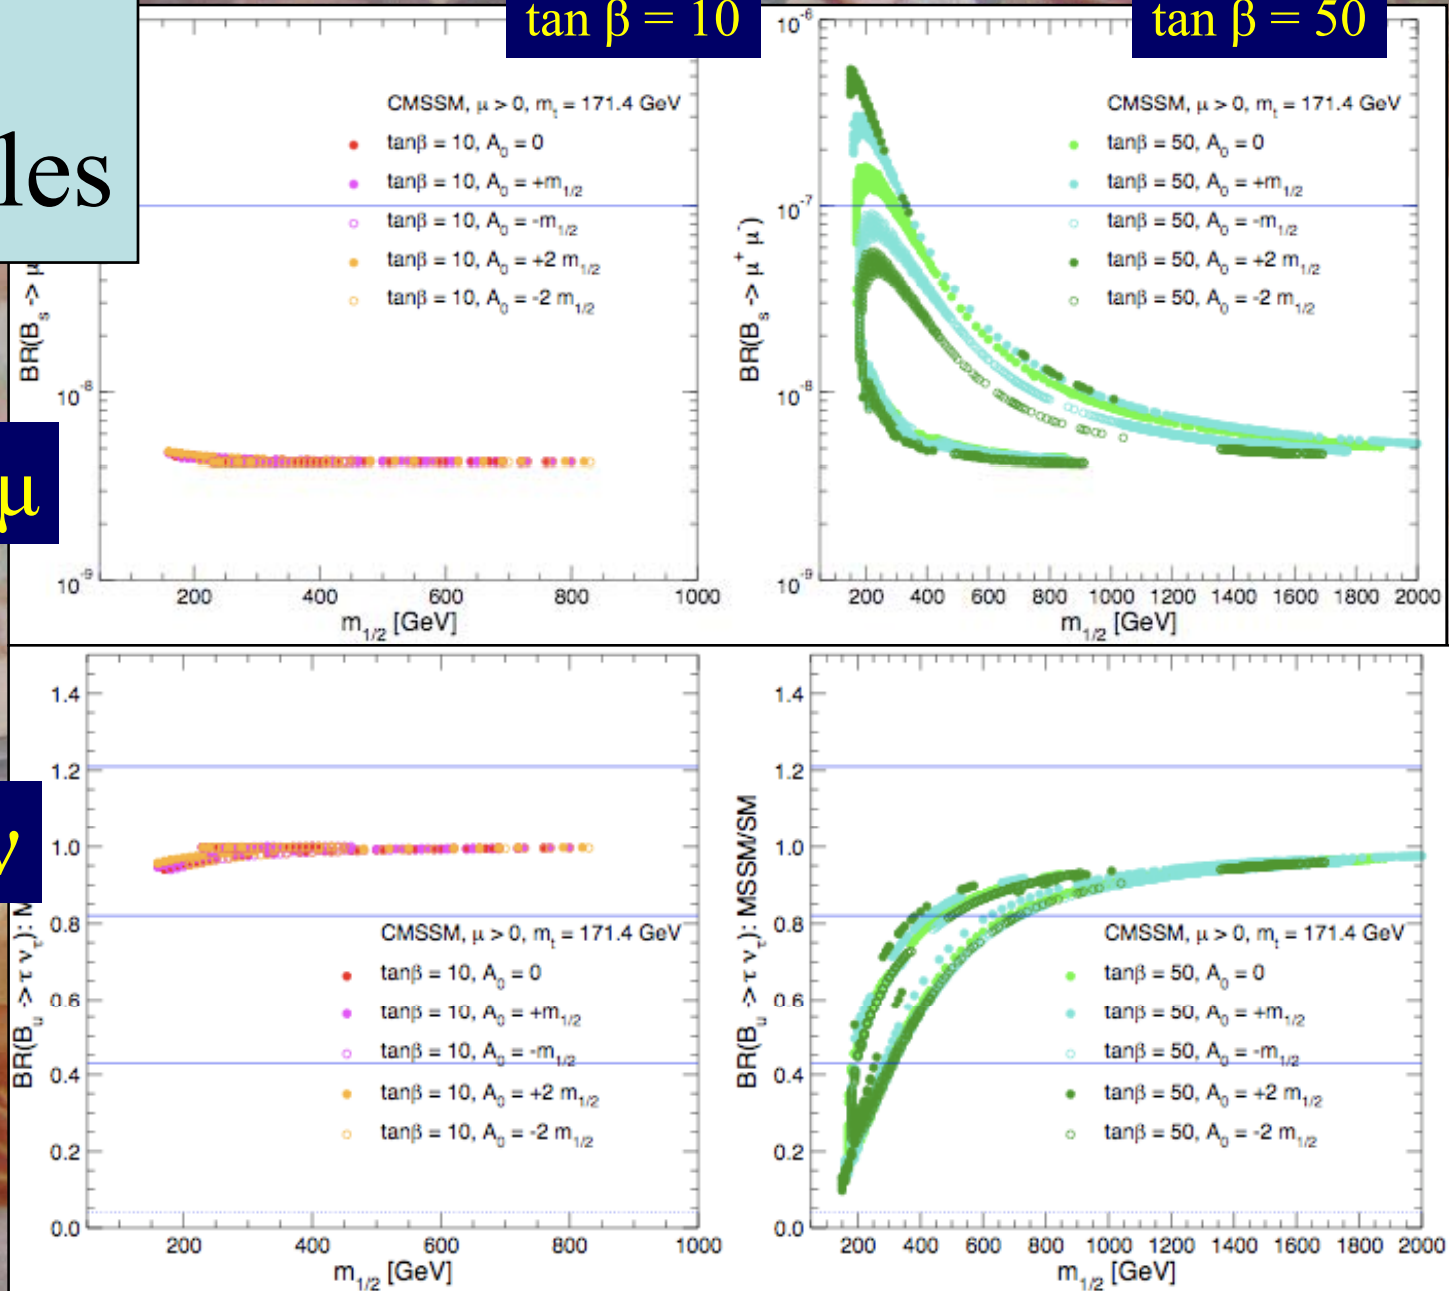 les
tan β = 10
tan β = 50
μ
ν
CMSSM, μ > 0, m_t = 171.4 GeV
tanβ = 10, A_0 = 0
tanβ = 10, A_0 = +m_1/2
tanβ = 10, A_0 = -m_1/2
tanβ = 10, A_0 = +2 m_1/2
tanβ = 10, A_0 = -2 m_1/2
BR(B_s -> μ
10^-8
10^-9
200 400 600 800 1000
m_1/2 [GeV]
CMSSM, μ > 0, m_t = 171.4 GeV
tanβ = 50, A_0 = 0
tanβ = 50, A_0 = +m_1/2
tanβ = 50, A_0 = -m_1/2
tanβ = 50, A_0 = +2 m_1/2
tanβ = 50, A_0 = -2 m_1/2
BR(B_s -> μ^+ μ^-)
10^-6
10^-7
10^-8
10^-9
200 400 600 800 1000 1200 1400 1600 1800 2000
m_1/2 [GeV]
BR(B_u -> τ ν_τ): M
1.4
1.2
1.0
0.8
0.6
0.4
0.2
0.0
CMSSM, μ > 0, m_t = 171.4 GeV
tanβ = 10, A_0 = 0
tanβ = 10, A_0 = +m_1/2
tanβ = 10, A_0 = -m_1/2
tanβ = 10, A_0 = +2 m_1/2
tanβ = 10, A_0 = -2 m_1/2
200 400 600 800 1000
m_1/2 [GeV]
BR(B_u -> τ ν_τ): MSSM/SM
1.4
1.2
1.0
0.8
0.6
0.4
0.2
0.0
CMSSM, μ > 0, m_t = 171.4 GeV
tanβ = 50, A_0 = 0
tanβ = 50, A_0 = +m_1/2
tanβ = 50, A_0 = -m_1/2
tanβ = 50, A_0 = +2 m_1/2
tanβ = 50, A_0 = -2 m_1/2
200 400 600 800 1000 1200 1400 1600 1800 2000
m_1/2 [GeV]